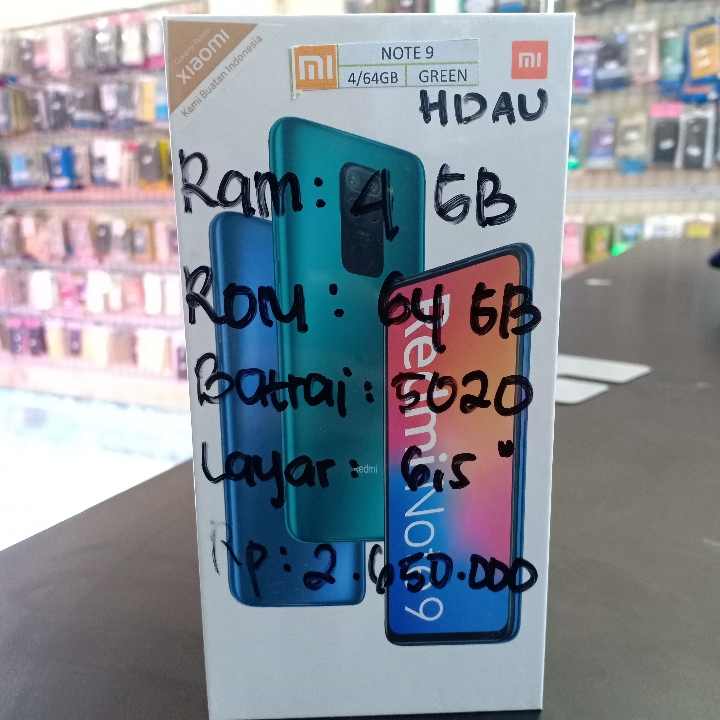 xiaomi
Kami Buatan Indonesia
mi
NOTE 9
4/64GB GREEN
mi
HIJAU
Ram: 4 GB
ROM: 64 GB
Batrai: 5020
Layar: 6,5"
Rp: 2.650.000
Redmi
Redmi Note 9